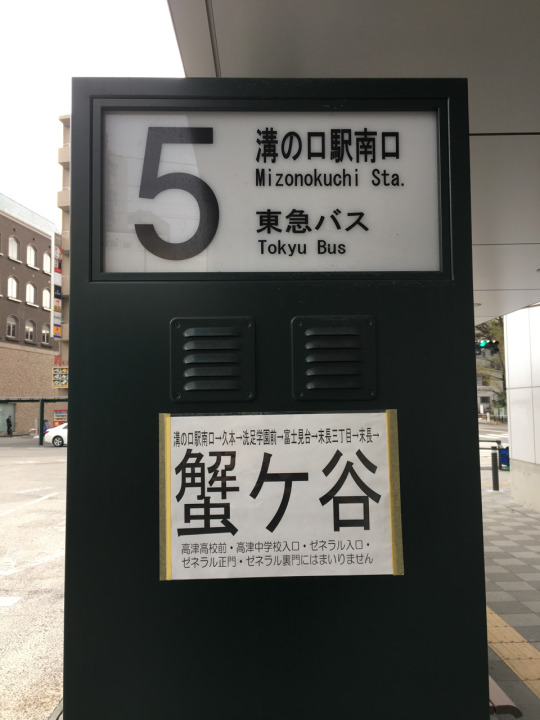 5
溝の口駅南口
Mizonokuchi Sta.
東急バス
Tokyu Bus
溝の口駅南口→久本→洗足学園前→富士見台→末長三丁目→末長→
蟹ケ谷
高津高校前・高津中学校入口・ゼネラル入口・
ゼネラル正門・ゼネラル裏門にはまいりません